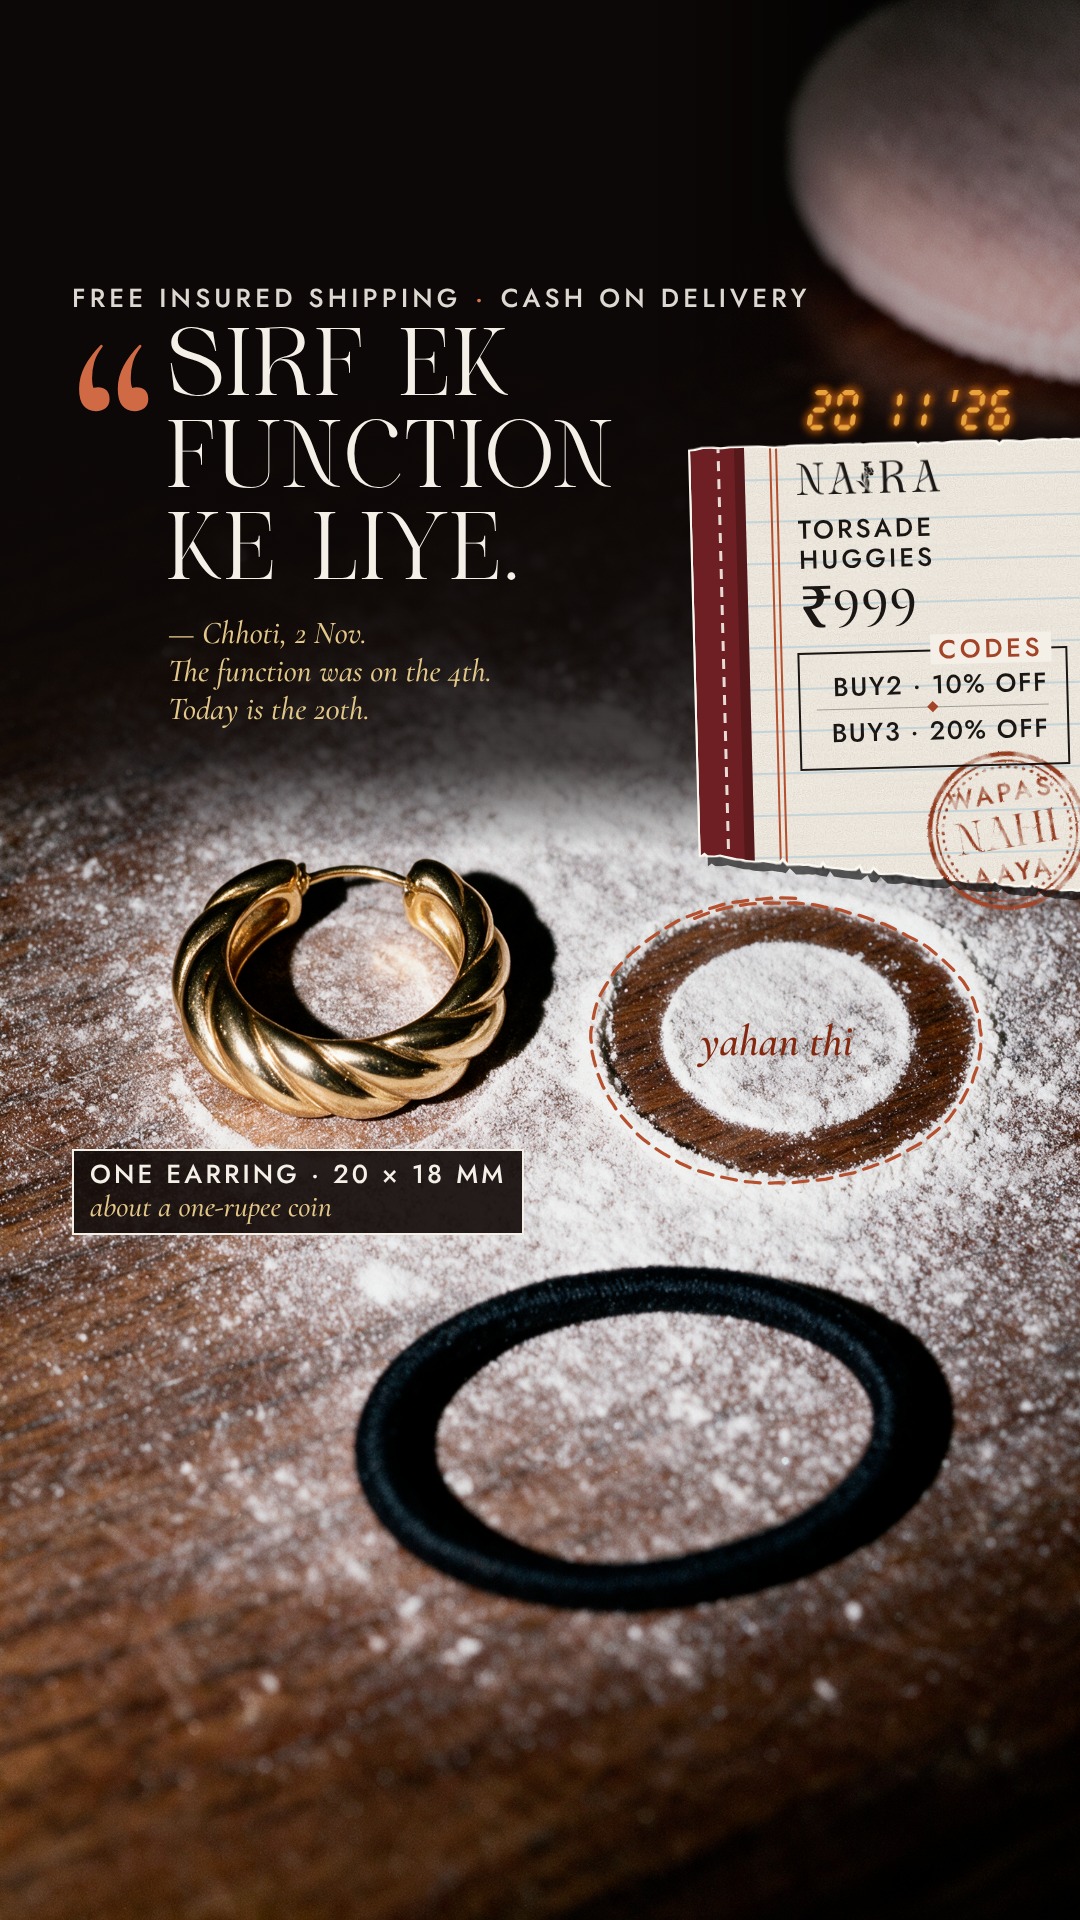 FREE INSURED SHIPPING · CASH ON DELIVERY
“SIRF EK
FUNCTION
KE LIYE.
— Chhoti, 2 Nov.
The function was on the 4th.
Today is the 20th.
20 11 '26
NAIRA
TORSADE
HUGGIES
₹999
CODES
BUY2 · 10% OFF
BUY3 · 20% OFF
WAPAS
NAHI
AAYA
yahan thi
ONE EARRING · 20 × 18 MM
about a one-rupee coin